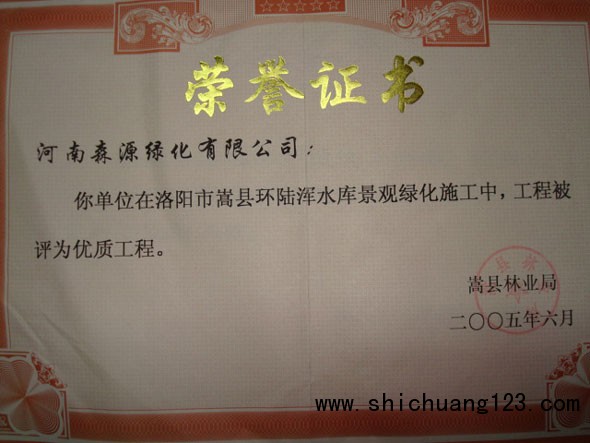 荣誉证书
河南森源绿化有限公司：
你单位在洛阳市嵩县环陆浑水库景观绿化施工中，工程被
评为优质工程。
嵩县林业局
二〇〇五年六月
www.shichuang123.com